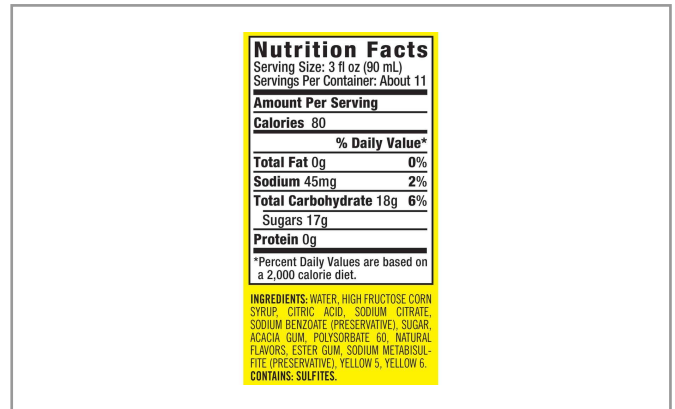 Nutrition Facts
Serving Size: 3 fl oz (90 mL)
Servings Per Container: About 11
Amount Per Serving
Calories 80
% Daily Value*
Total Fat 0g 0%
Sodium 45mg 2%
Total Carbohydrate 18g 6%
Sugars 17g
Protein 0g
*Percent Daily Values are based on
a 2,000 calorie diet.
INGREDIENTS: WATER, HIGH FRUCTOSE CORN
SYRUP, CITRIC ACID, SODIUM CITRATE,
SODIUM BENZOATE (PRESERVATIVE), SUGAR,
ACACIA GUM, POLYSORBATE 60, NATURAL
FLAVORS, ESTER GUM, SODIUM METABISUL-
FITE (PRESERVATIVE), YELLOW 5, YELLOW 6.
CONTAINS: SULFITES.